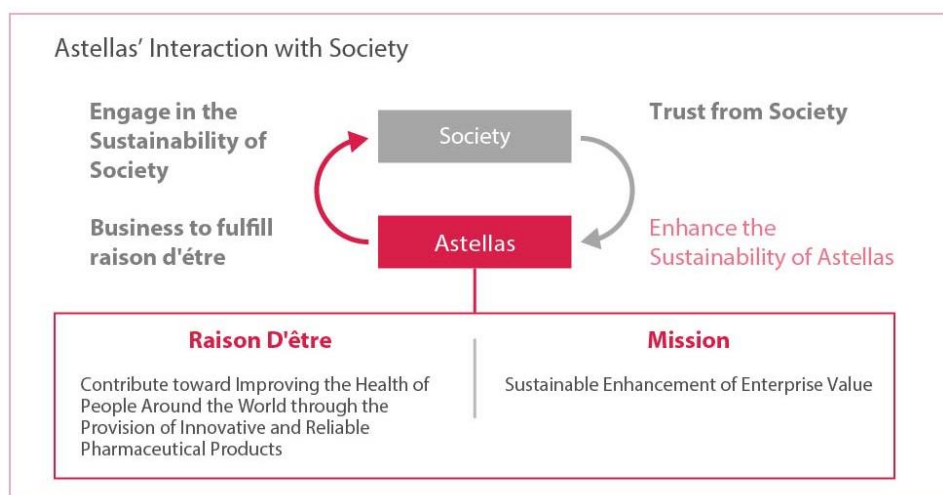 Astellas’ Interaction with Society
Engage in the
Sustainability of
Society
Society
Trust from Society
Business to fulfill
raison d'étre
Astellas
Enhance the
Sustainability of Astellas
Raison D'être
Contribute toward Improving the Health of
People Around the World through the
Provision of Innovative and Reliable
Pharmaceutical Products
Mission
Sustainable Enhancement of Enterprise Value